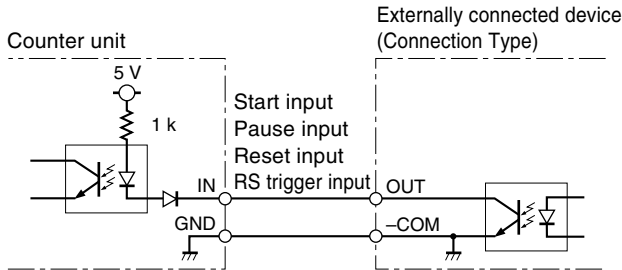 Externally connected device
(Connection Type)
Counter unit
5 V
1 k
Start input
Pause input
Reset input
RS trigger input
IN
OUT
GND
–COM